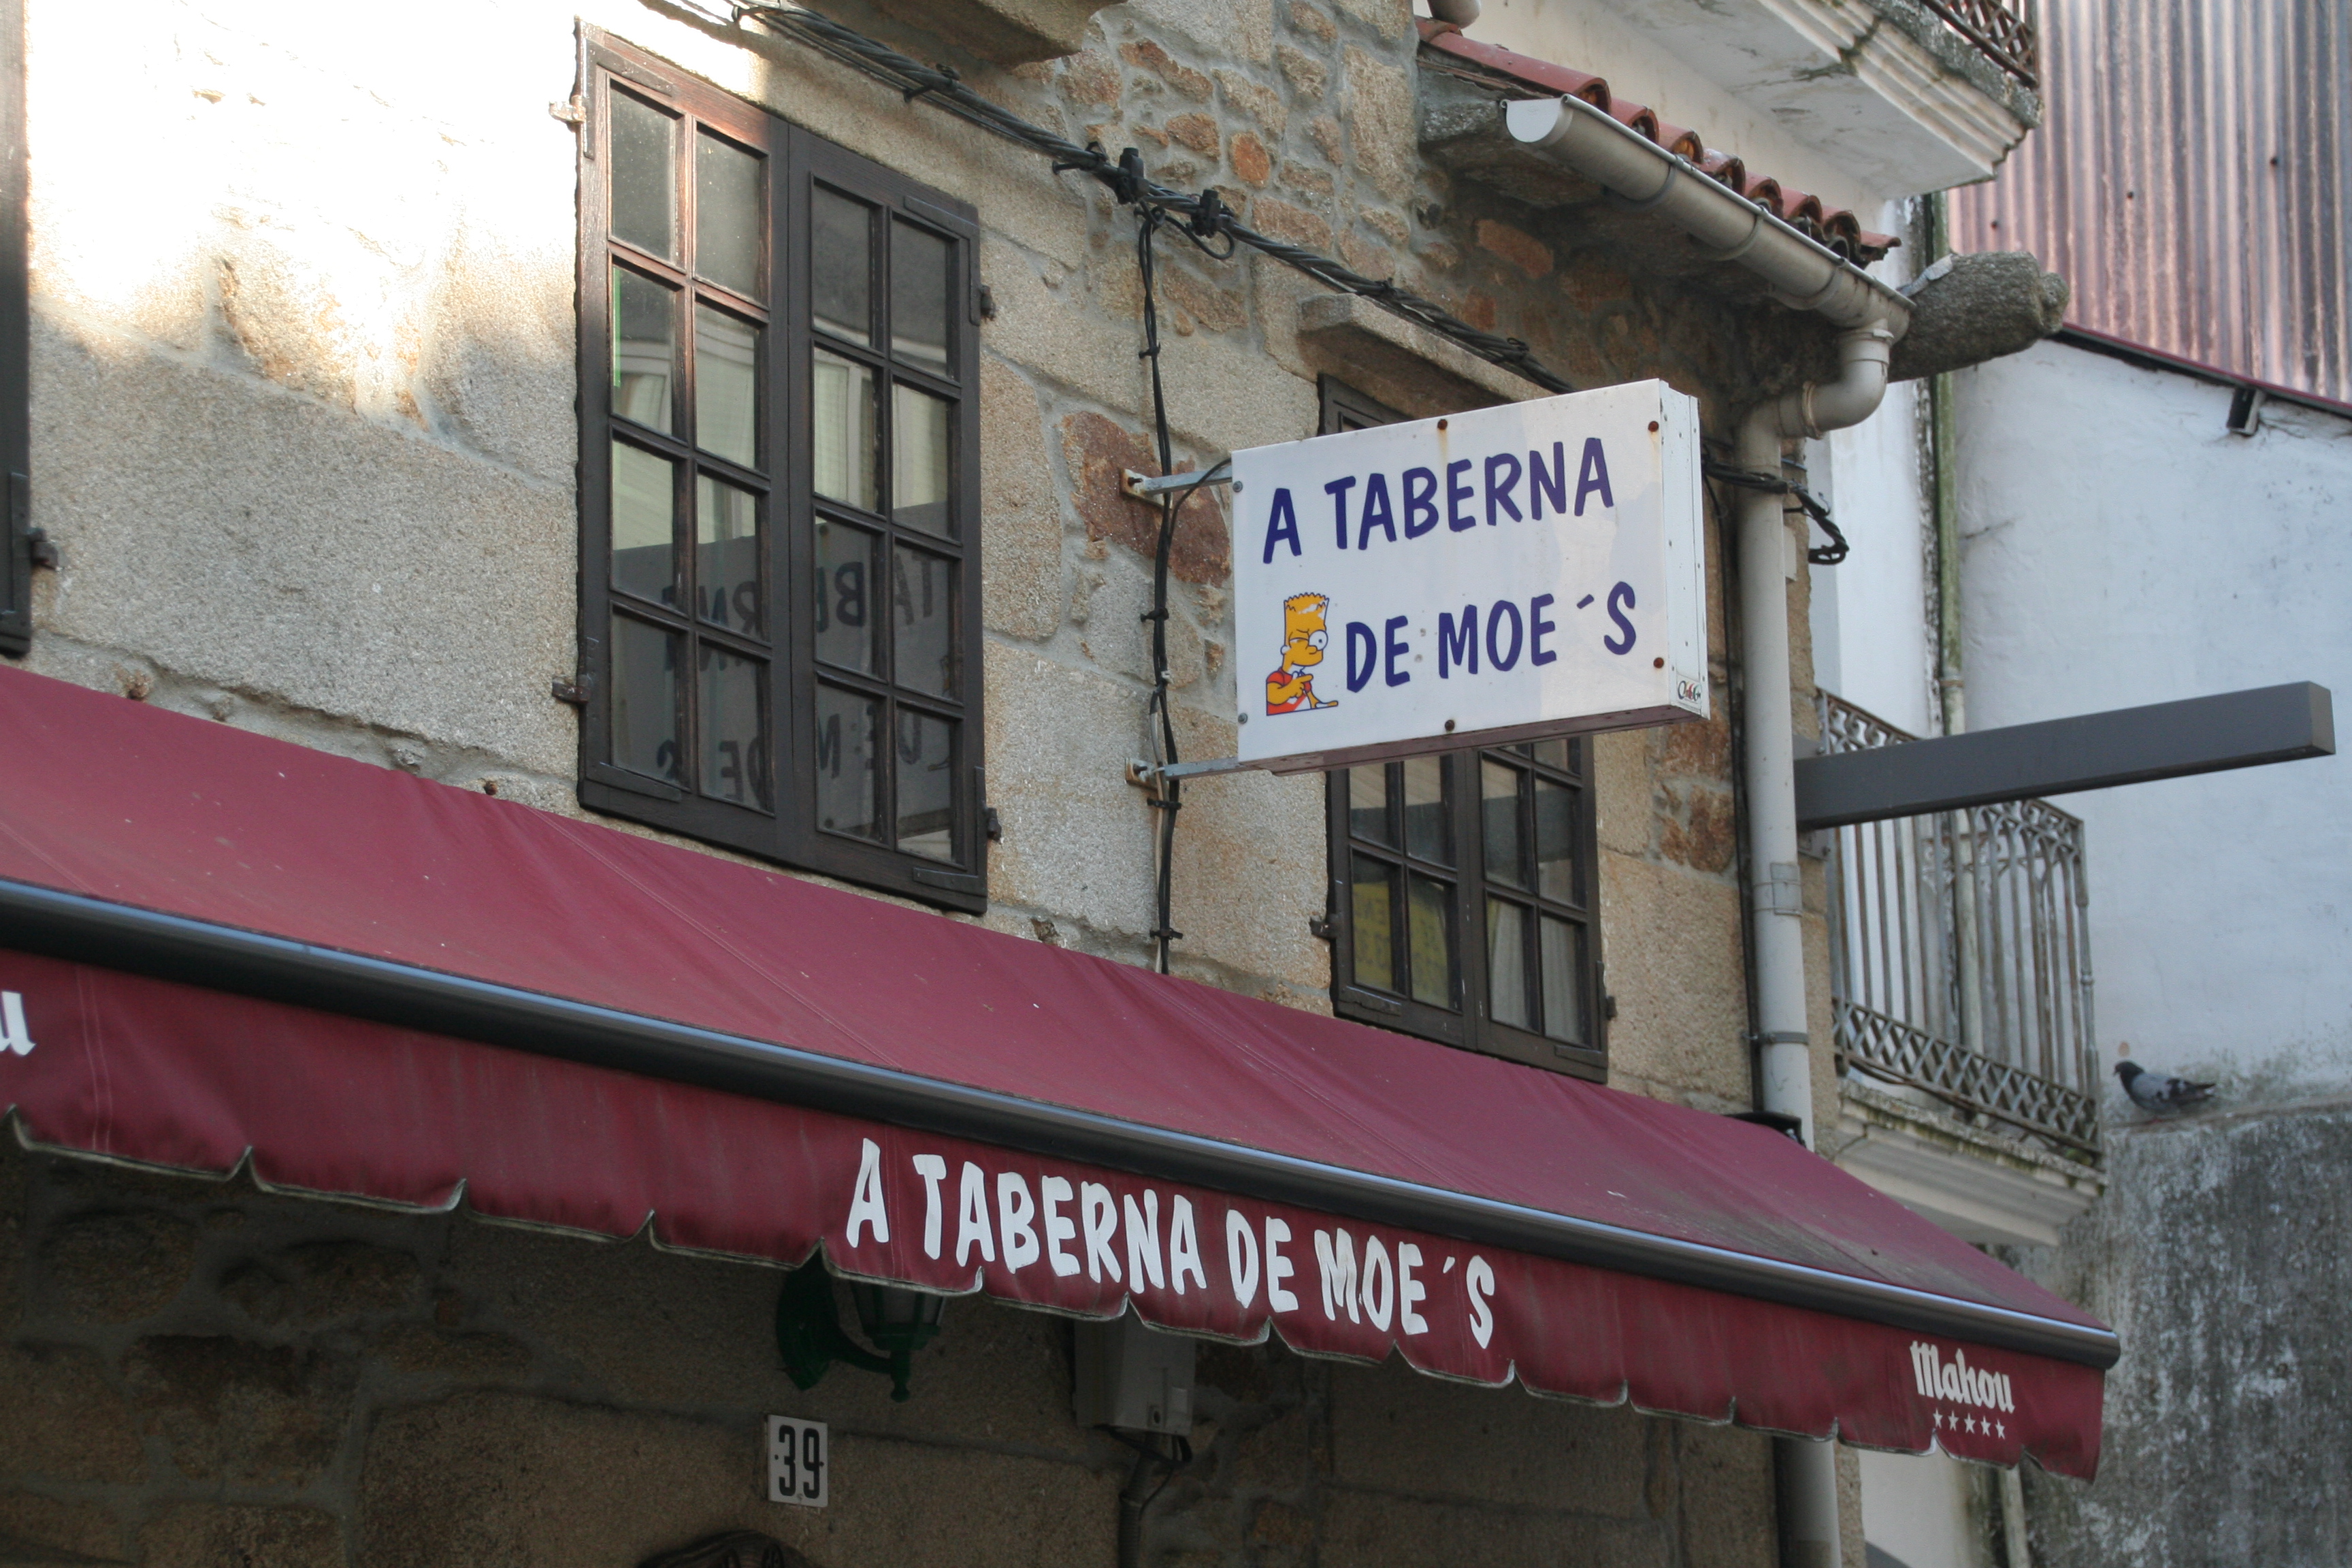 A TABERNA
DE MOE´S
A TABERNA DE MOE´S
Mahou
39